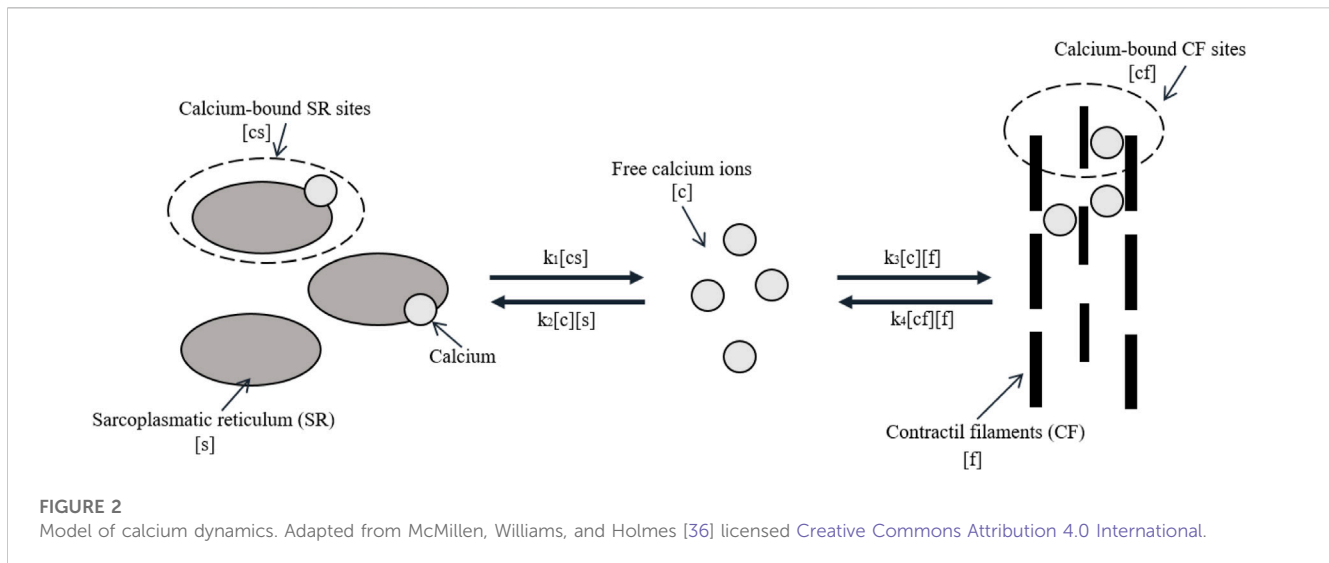 Calcium-bound SR sites
[cs]
Calcium
Sarcoplasmatic reticulum (SR)
[s]
k₁[cs]
k₂[c][s]
Free calcium ions
[c]
k₃[c][f]
k₄[cf][f]
Calcium-bound CF sites
[cf]
Contractil filaments (CF)
[f]
FIGURE 2
Model of calcium dynamics. Adapted from McMillen, Williams, and Holmes [36] licensed Creative Commons Attribution 4.0 International.